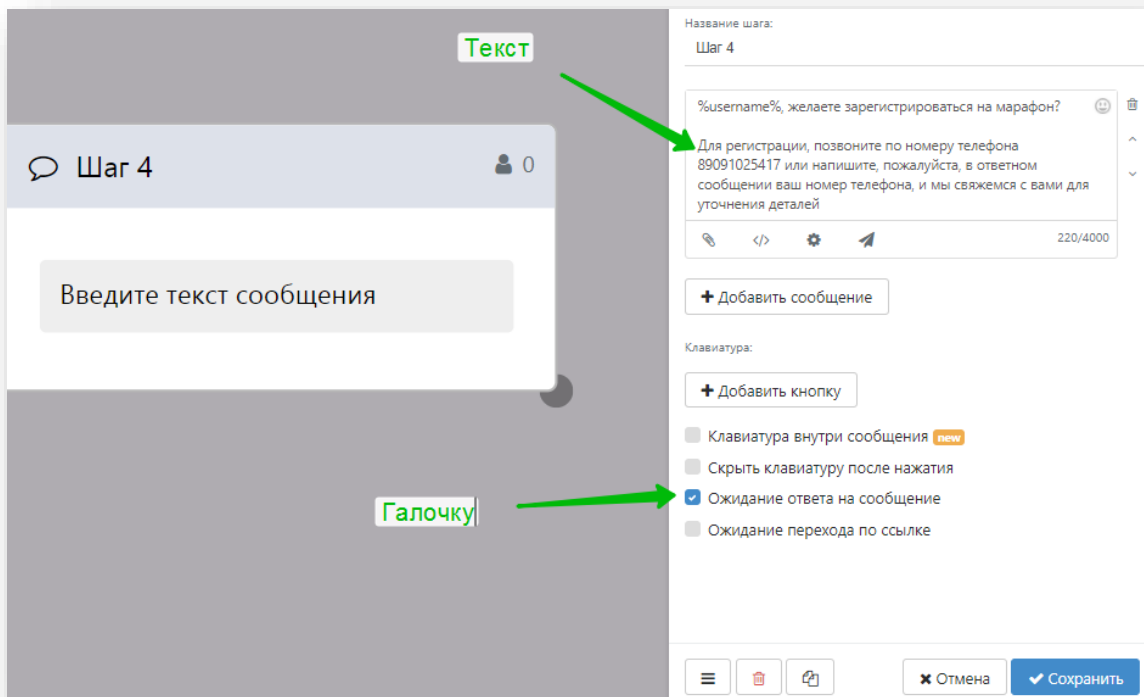 Текст
Шаг 4
0
Введите текст сообщения
Галочку
Название шага:
Шаг 4
%username%, желаете зарегистрироваться на марафон?
Для регистрации, позвоните по номеру телефона
89091025417 или напишите, пожалуйста, в ответном
сообщении ваш номер телефона, и мы свяжемся с вами для
уточнения деталей
220/4000
Добавить сообщение
Клавиатура:
Добавить кнопку
Клавиатура внутри сообщения new
Скрыть клавиатуру после нажатия
Ожидание ответа на сообщение
Ожидание перехода по ссылке
Отмена
Сохранить